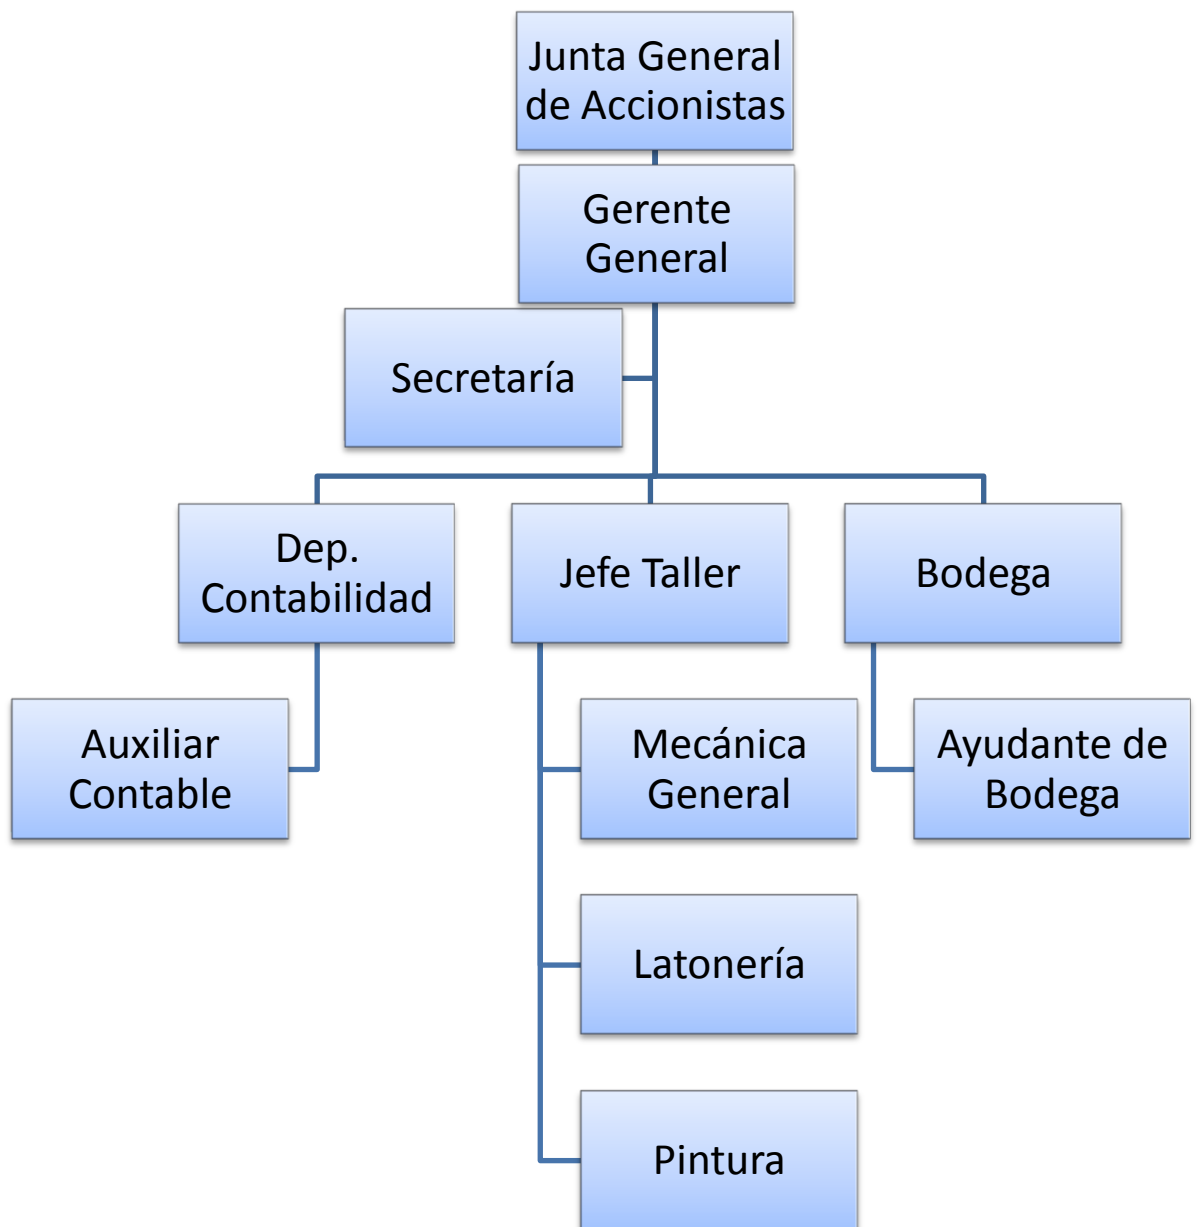 Junta General
de Accionistas
Gerente
General
Secretaría
Dep.
Contabilidad
Jefe Taller
Bodega
Auxiliar
Contable
Mecánica
General
Ayudante de
Bodega
Latonería
Pintura